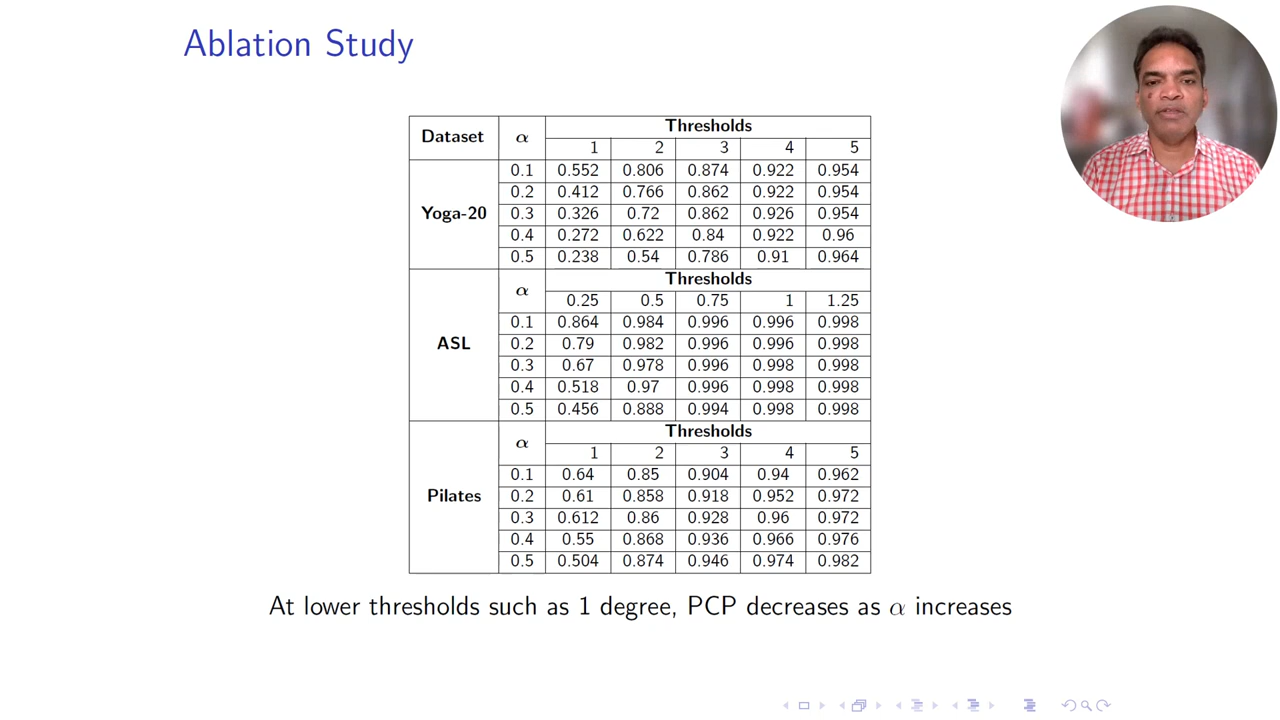 Ablation Study
Dataset α Thresholds
1 2 3 4 5
Yoga-20
0.1 0.552 0.806 0.874 0.922 0.954
0.2 0.412 0.766 0.862 0.922 0.954
0.3 0.326 0.72 0.862 0.926 0.954
0.4 0.272 0.622 0.84 0.922 0.96
0.5 0.238 0.54 0.786 0.91 0.964
ASL
α Thresholds
0.25 0.5 0.75 1 1.25
0.1 0.864 0.984 0.996 0.996 0.998
0.2 0.79 0.982 0.996 0.996 0.998
0.3 0.67 0.978 0.996 0.998 0.998
0.4 0.518 0.97 0.996 0.998 0.998
0.5 0.456 0.888 0.994 0.998 0.998
Pilates
α Thresholds
1 2 3 4 5
0.1 0.64 0.85 0.904 0.94 0.962
0.2 0.61 0.858 0.918 0.952 0.972
0.3 0.612 0.86 0.928 0.96 0.972
0.4 0.55 0.868 0.936 0.966 0.976
0.5 0.504 0.874 0.946 0.974 0.982
At lower thresholds such as 1 degree, PCP decreases as α increases